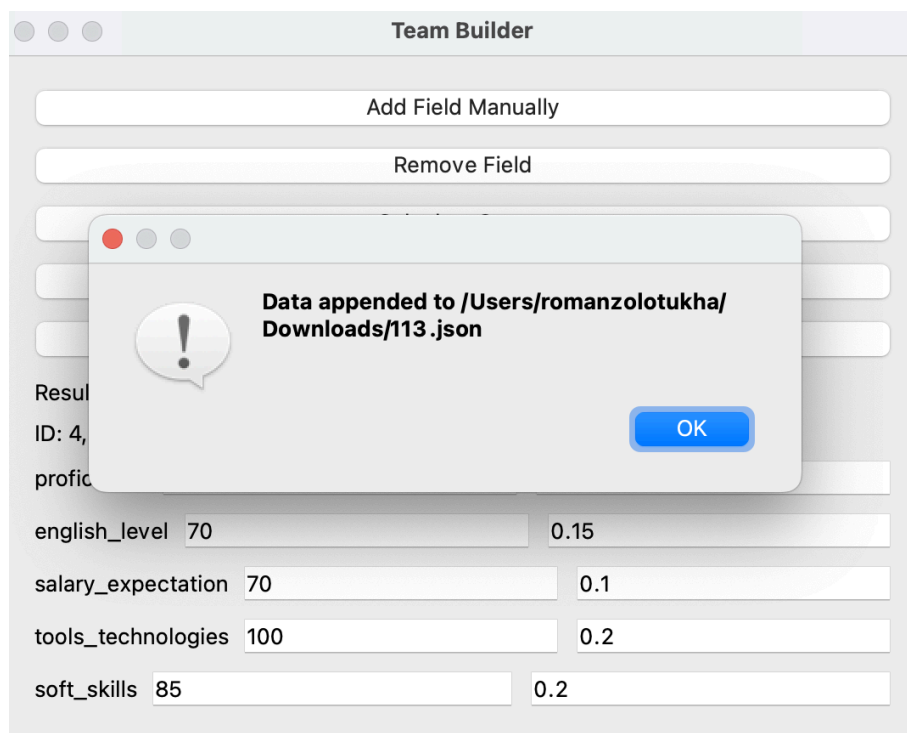 Team Builder
Add Field Manually
Remove Field
Data appended to /Users/romanzolotukha/
Downloads/113.json
OK
Resul
ID: 4,
profic
english_level 70 0.15
salary_expectation 70 0.1
tools_technologies 100 0.2
soft_skills 85 0.2